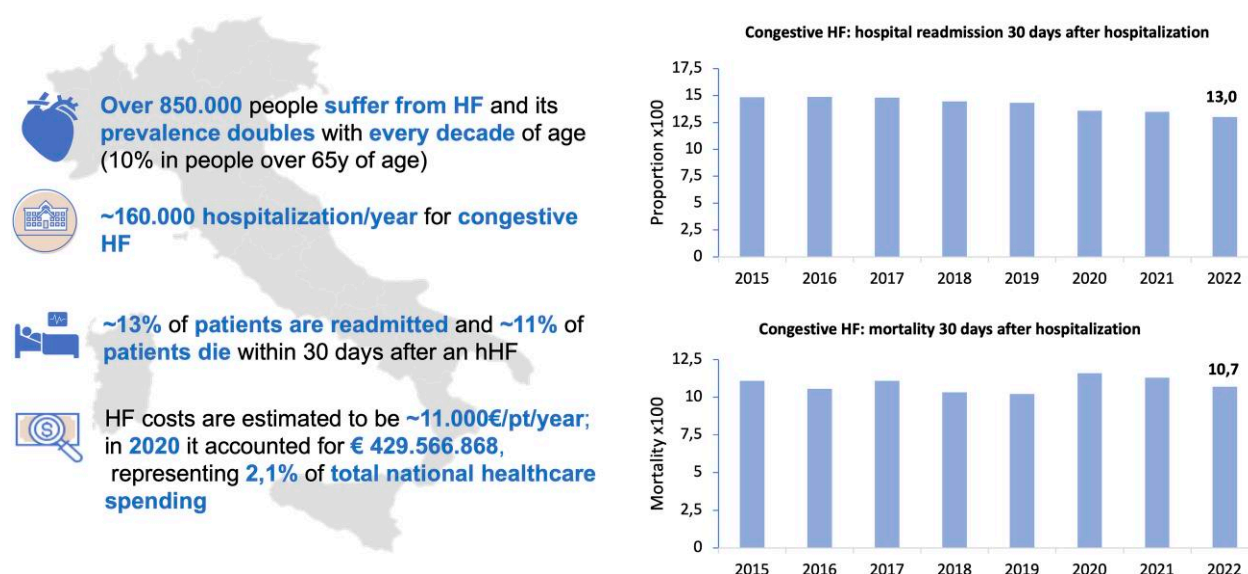 Over 850.000 people suffer from HF and its
prevalence doubles with every decade of age
(10% in people over 65y of age)
~160.000 hospitalization/year for congestive
HF
~13% of patients are readmitted and ~11% of
patients die within 30 days after an hHF
HF costs are estimated to be ~11.000€/pt/year;
in 2020 it accounted for € 429.566.868,
representing 2,1% of total national healthcare
spending
Congestive HF: hospital readmission 30 days after hospitalization
Proportion x100
17,5
15
12,5
10
7,5
5
2,5
0
13,0
2015 2016 2017 2018 2019 2020 2021 2022
Congestive HF: mortality 30 days after hospitalization
Mortality x100
12,5
10
7,5
5
2,5
0
10,7
2015 2016 2017 2018 2019 2020 2021 2022